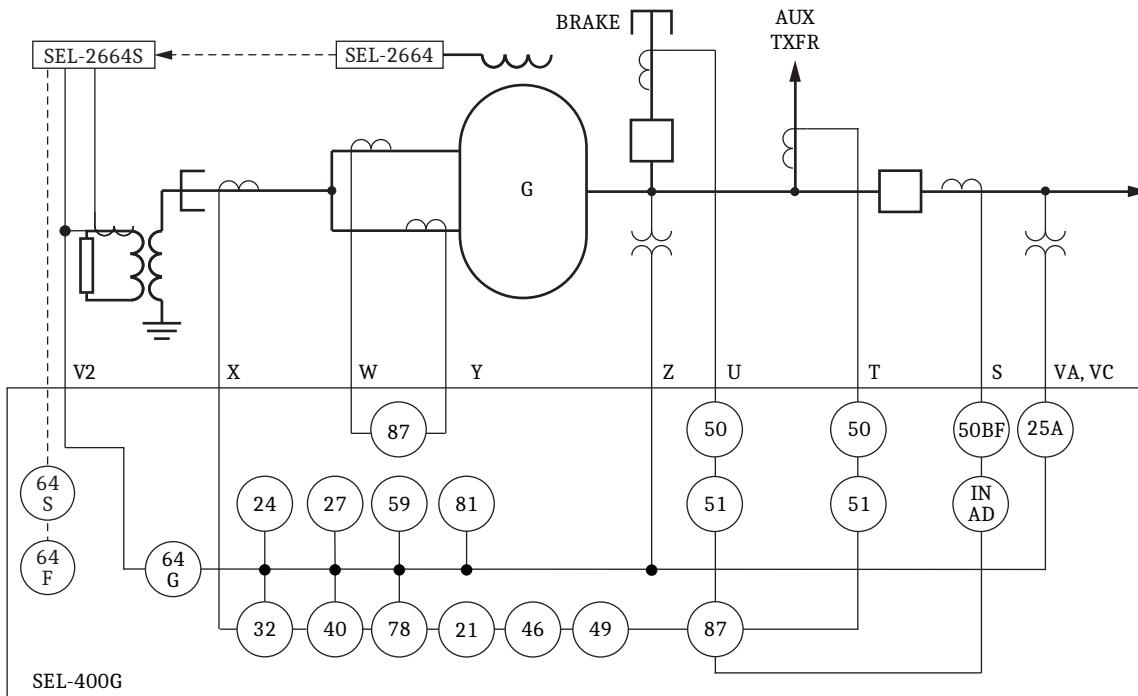 BRAKE
AUX
TXFR
SEL-2664S
SEL-2664
G
V2
X
W
Y
Z
U
T
S
VA, VC
87
50
50
50BF
25A
64
S
24
27
59
81
51
51
IN
AD
64
F
64
G
32
40
78
21
46
49
87
SEL-400G